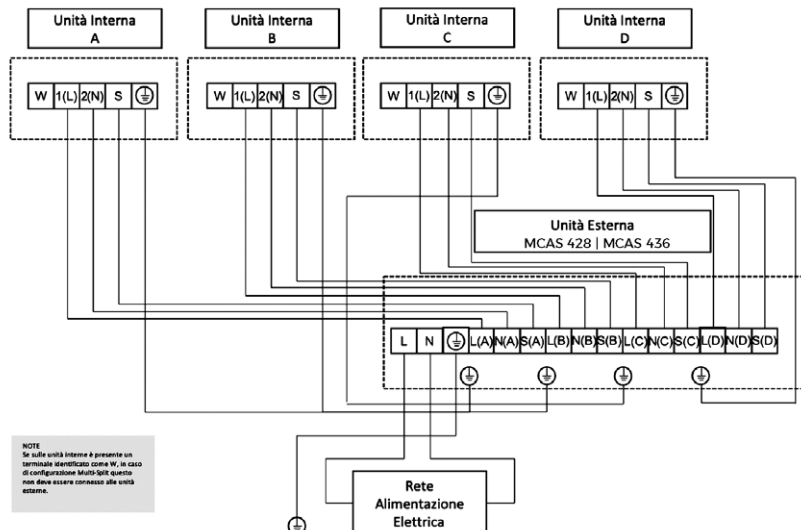 Unità Interna
A
Unità Interna
B
Unità Interna
C
Unità Interna
D
W 1(L) 2(N) S
W 1(L) 2(N) S
W 1(L) 2(N) S
W 1(L) 2(N) S
Unità Esterna
MCAS 428 | MCAS 436
L N L(A) N(A) S(A) L(B) N(B) S(B) L(C) N(C) S(C) L(D) N(D) S(D)
NOTE
Se sulle unità interne è presente un
terminale identificato come W, in caso
di configurazione Multi-Split questo
non deve essere connesso alle unità
esterne.
Rete
Alimentazione
Elettrica